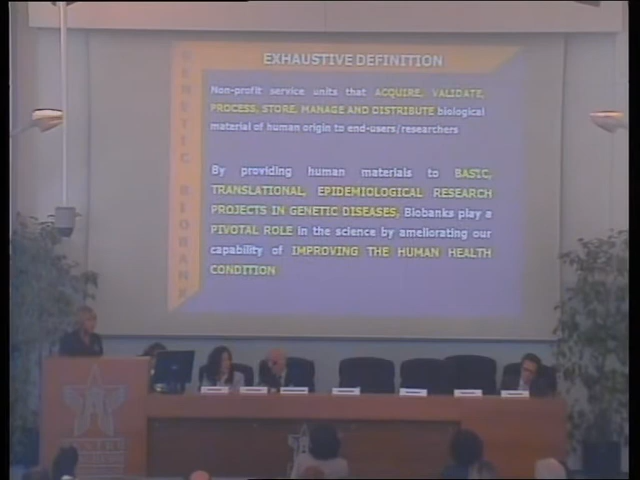 EXHAUSTIVE DEFINITION
Non-profit service units that ACQUIRE, VALIDATE,
PROCESS, STORE, MANAGE AND DISTRIBUTE biological
material of human origin to end-users/researchers
By providing human materials to BASIC,
TRANSLATIONAL, EPIDEMIOLOGICAL RESEARCH
PROJECTS IN GENETIC DISEASES, Biobanks play a
PIVOTAL ROLE in the science by ameliorating our
capability of IMPROVING THE HUMAN HEALTH
CONDITION
GENETIC BIOBANK